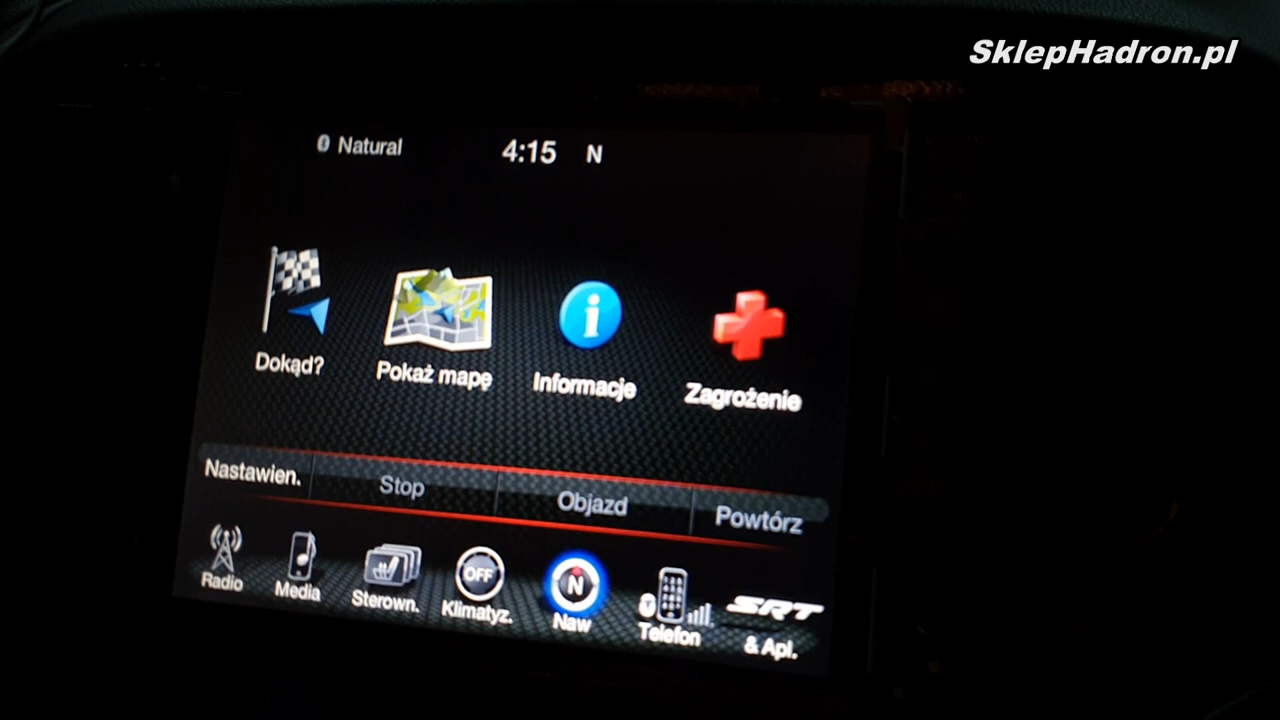 SklepHadron.pl
Natural 4:15 N
Dokąd? Pokaż mapę Informacje Zagrożenie
Nastawien. Stop Objazd Powtórz
OFF N SRT
Radio Media Sterown. Klimatyz. Naw Telefon & Apl.